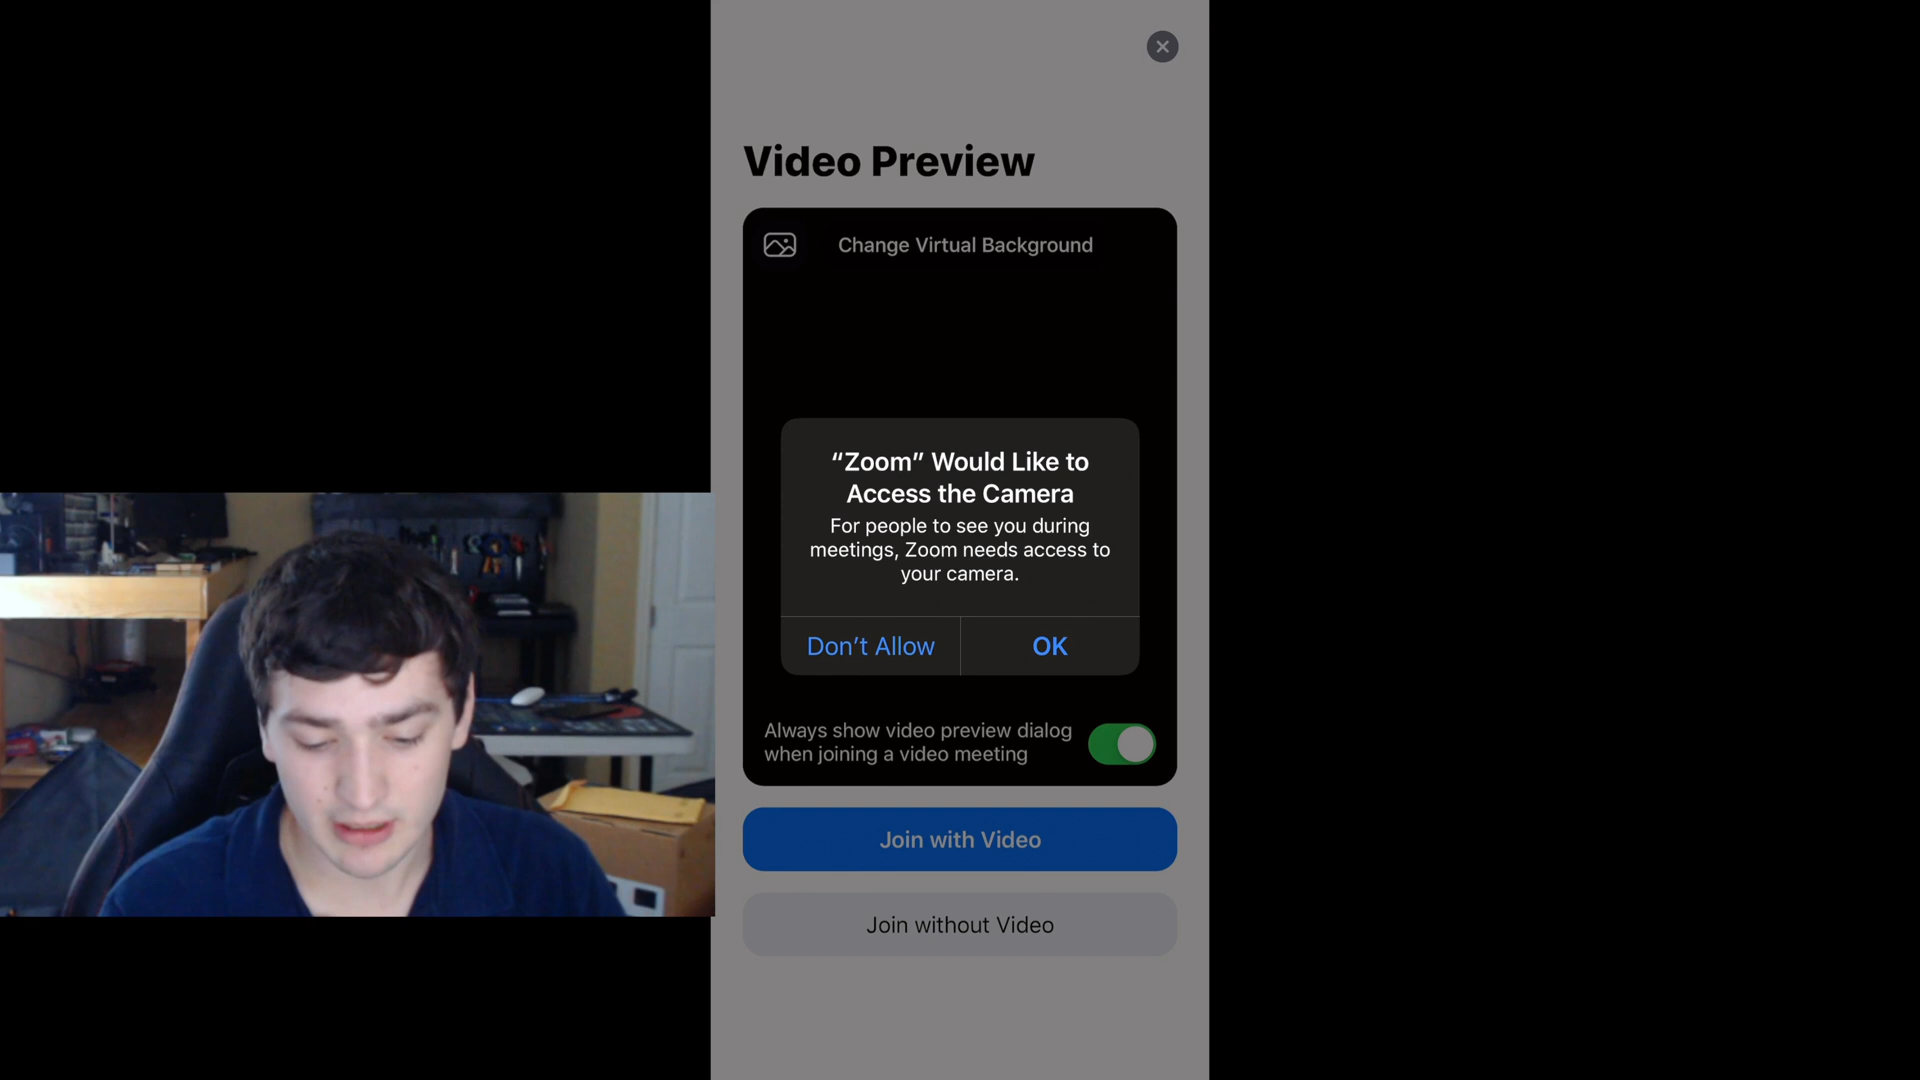 Video Preview
Change Virtual Background
“Zoom” Would Like to
Access the Camera
For people to see you during
meetings, Zoom needs access to
your camera.
Don’t Allow
OK
Always show video preview dialog
when joining a video meeting
Join with Video
Join without Video